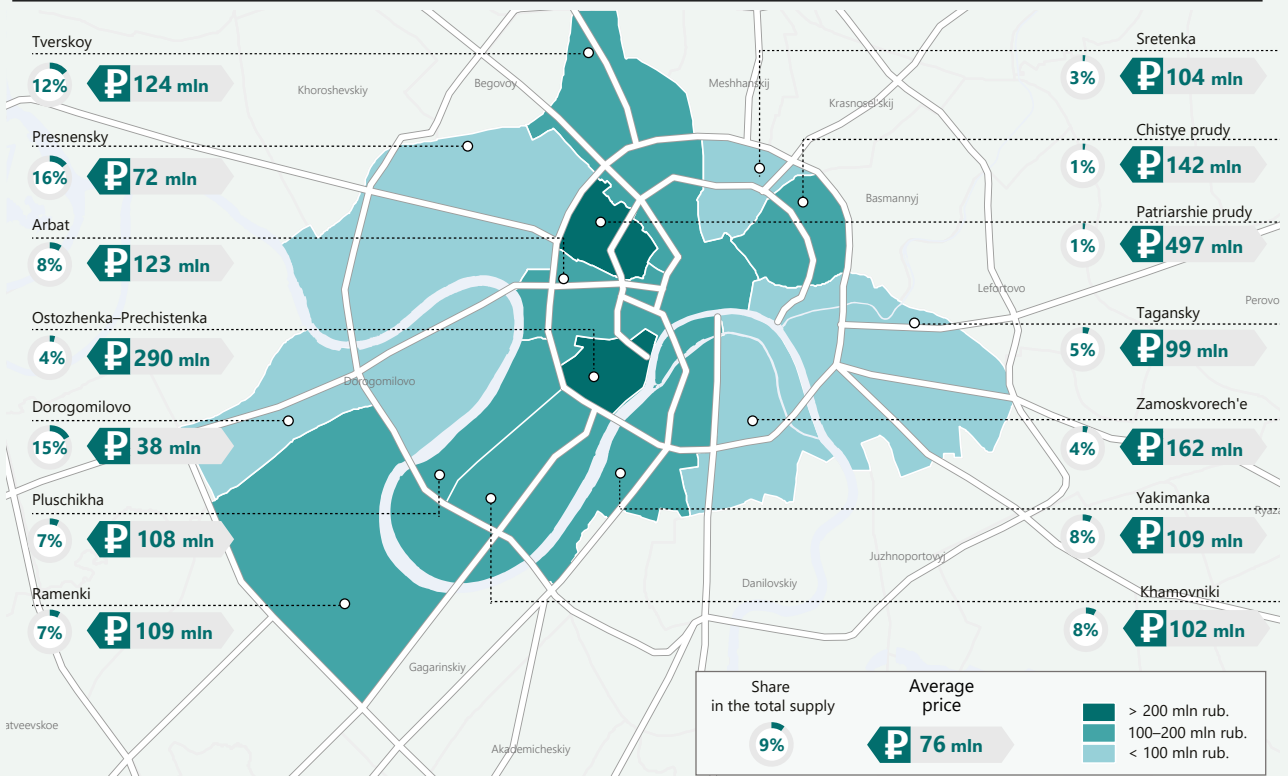 Tverskoy
12%
₽ 124 mln
Presnensky
16%
₽ 72 mln
Arbat
8%
₽ 123 mln
Ostozhenka–Prechistenka
4%
₽ 290 mln
Dorogomilovo
15%
₽ 38 mln
Pluschikha
7%
₽ 108 mln
Ramenki
7%
₽ 109 mln
Khoroshevskiy
Begovoy
Meshhanskij
Krasnosel'skij
Basmannyj
Lefortovo
Perovo
Dorogomilovo
Juzhnoportovyj
Danilovskiy
Gagarinskiy
Akademicheskiy
atveevskoe
Ryaza
Sretenka
3%
₽ 104 mln
Chistye prudy
1%
₽ 142 mln
Patriarshie prudy
1%
₽ 497 mln
Tagansky
5%
₽ 99 mln
Zamoskvorech'e
4%
₽ 162 mln
Yakimanka
8%
₽ 109 mln
Khamovniki
8%
₽ 102 mln
Share
in the total supply
9%
Average
price
₽ 76 mln
> 200 mln rub.
100–200 mln rub.
< 100 mln rub.